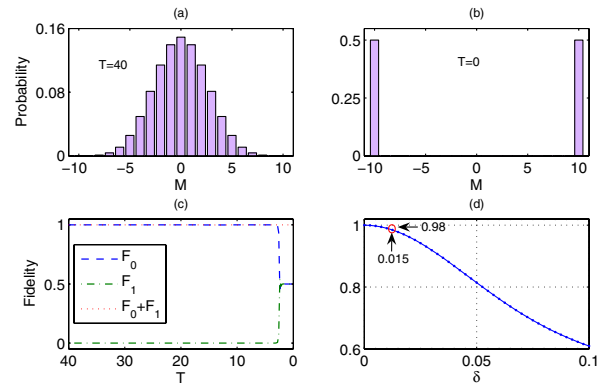 (a)
0.16
0.08
0
Probability
T=40
−10 −5 0 5 10
M
(b)
0.5
0.25
0
T=0
−10 −5 0 5 10
M
(c)
1
0.5
0
Fidelity
F0
F1
F0+F1
40 30 20 10 0
T
(d)
1
0.8
0.6
0.98
0.015
0 0.05 0.1
δ